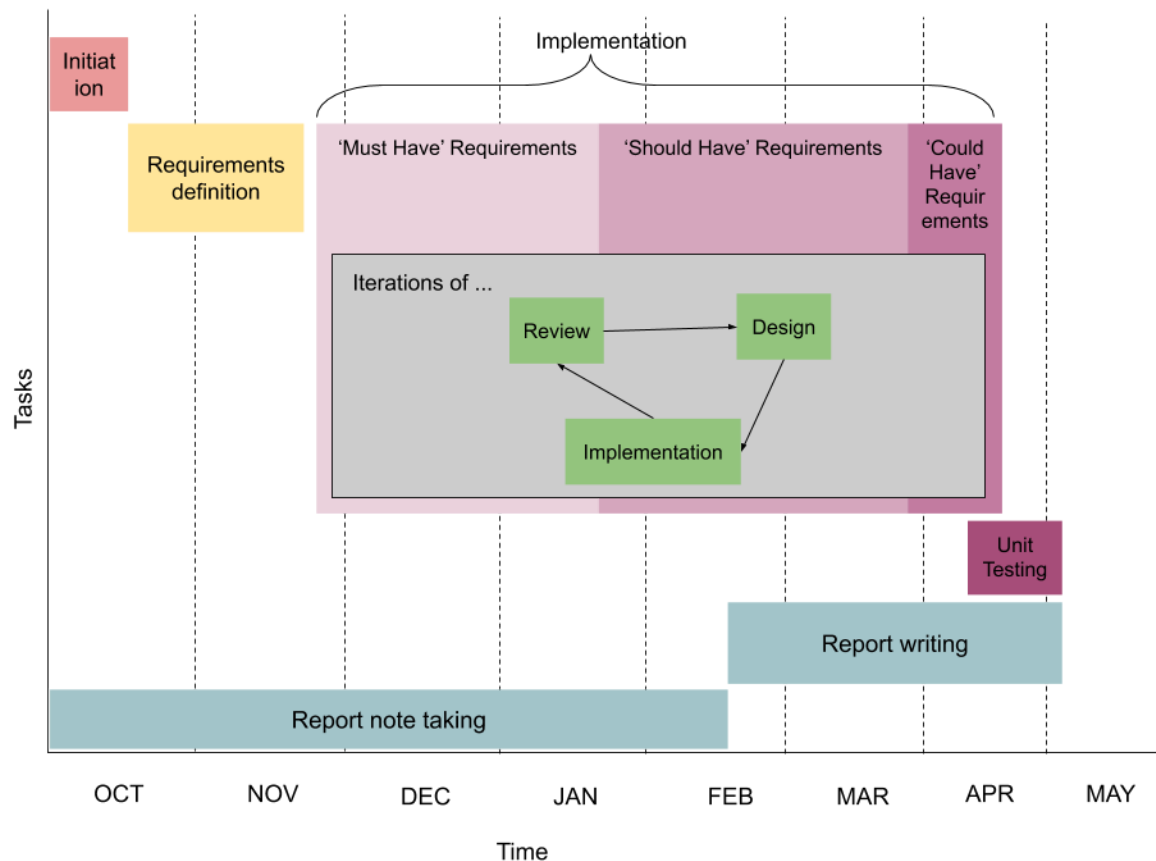 Implementation
Initiat
ion
Requirements
definition
‘Must Have’ Requirements
‘Should Have’ Requirements
‘Could
Have’
Requir
ements
Iterations of ...
Review
Design
Implementation
Tasks
Unit
Testing
Report writing
Report note taking
OCT NOV DEC JAN FEB MAR APR MAY
Time